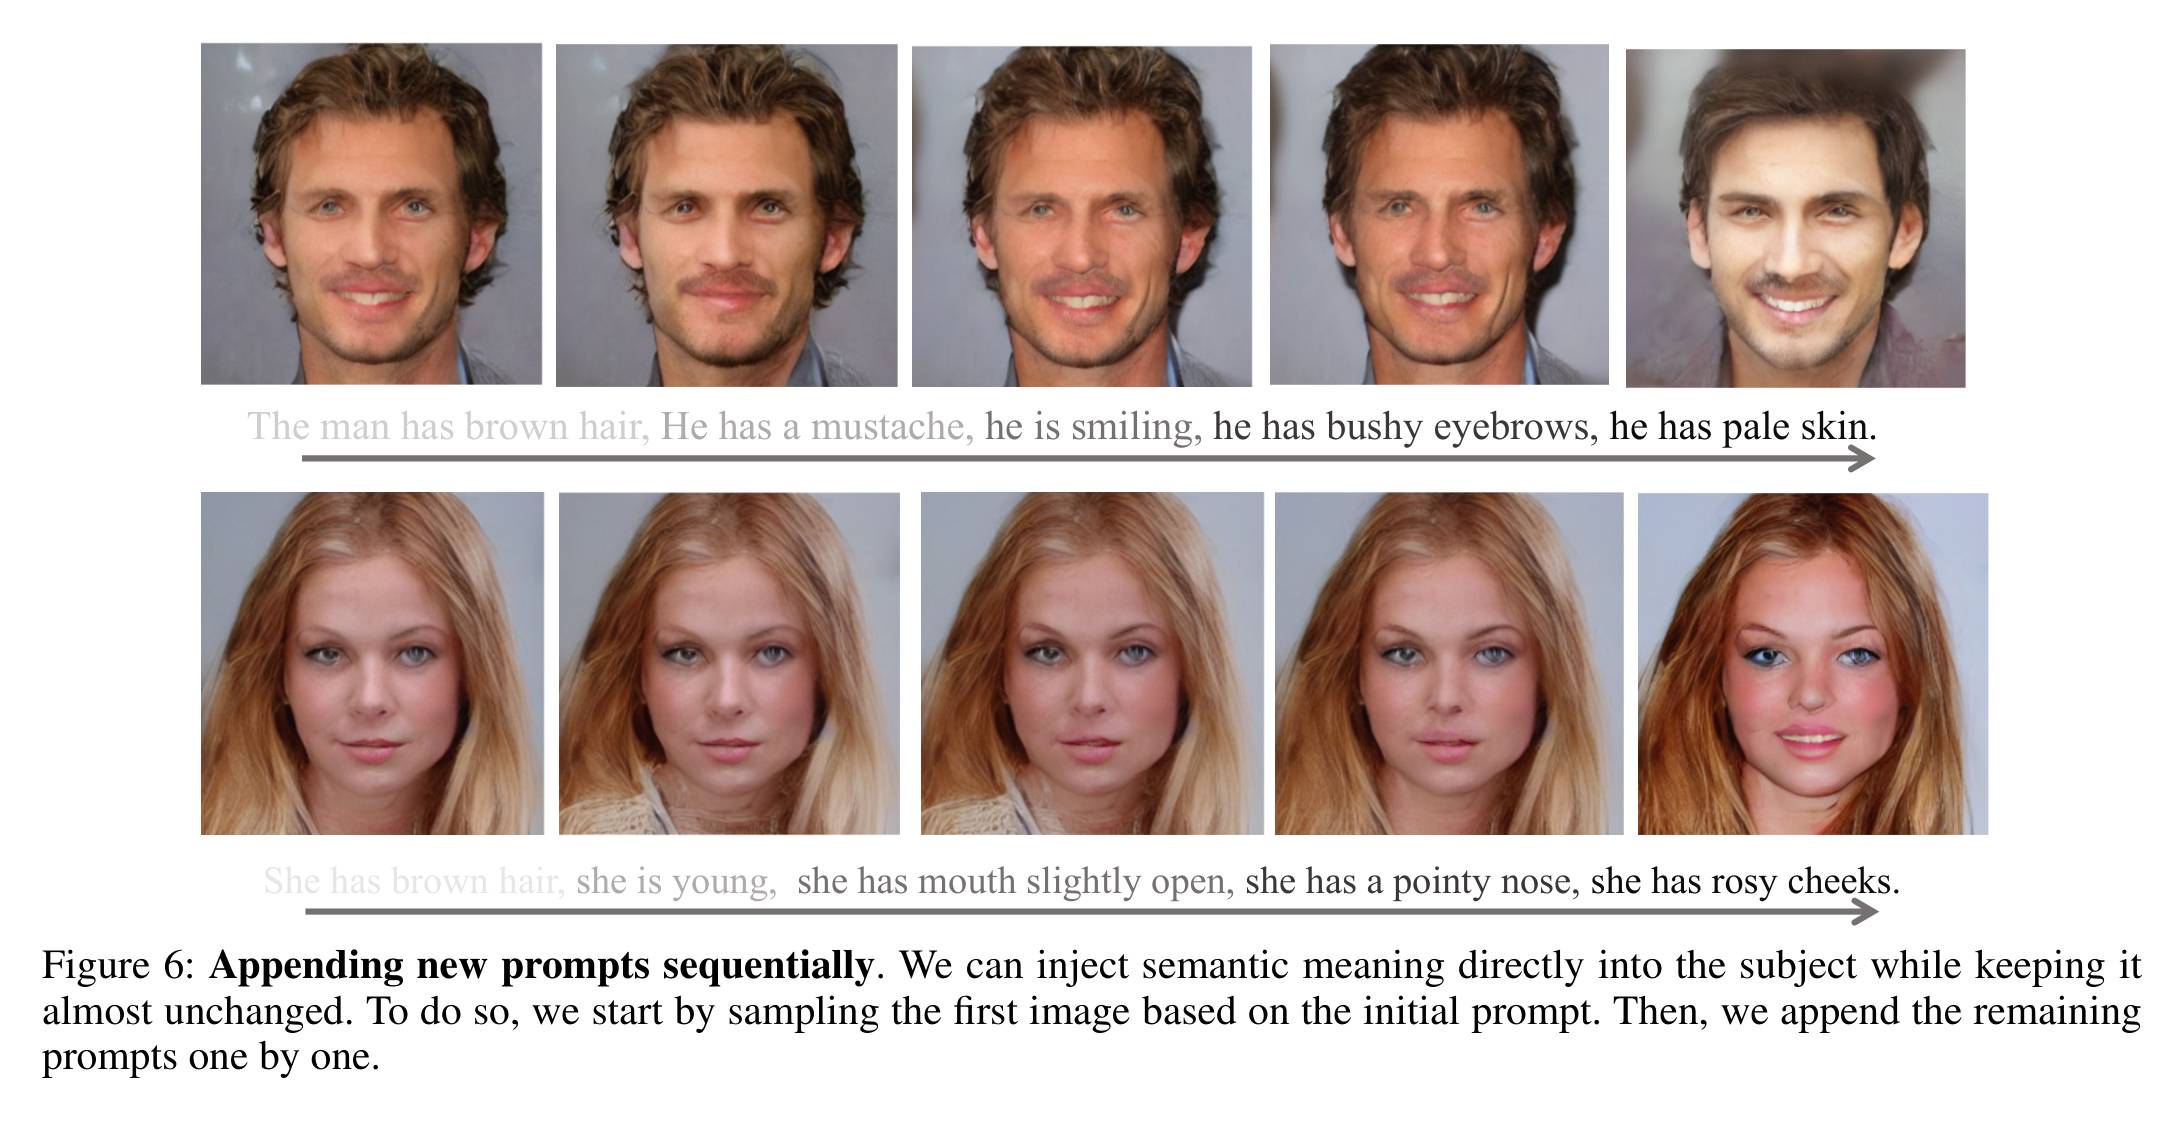 The man has brown hair, He has a mustache, he is smiling, he has bushy eyebrows, he has pale skin.
She has brown hair, she is young, she has mouth slightly open, she has a pointy nose, she has rosy cheeks.
Figure 6: Appending new prompts sequentially. We can inject semantic meaning directly into the subject while keeping it
almost unchanged. To do so, we start by sampling the first image based on the initial prompt. Then, we append the remaining
prompts one by one.